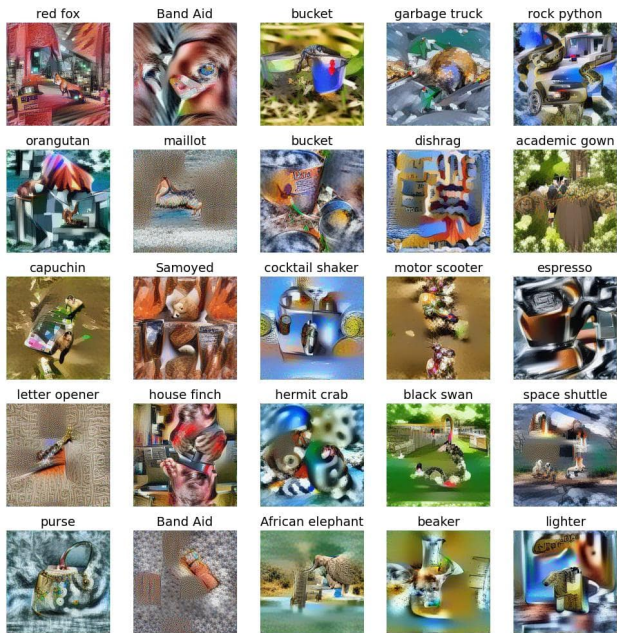 red fox Band Aid bucket garbage truck rock python
orangutan maillot bucket dishrag academic gown
capuchin Samoyed cocktail shaker motor scooter espresso
letter opener house finch hermit crab black swan space shuttle
purse Band Aid African elephant beaker lighter